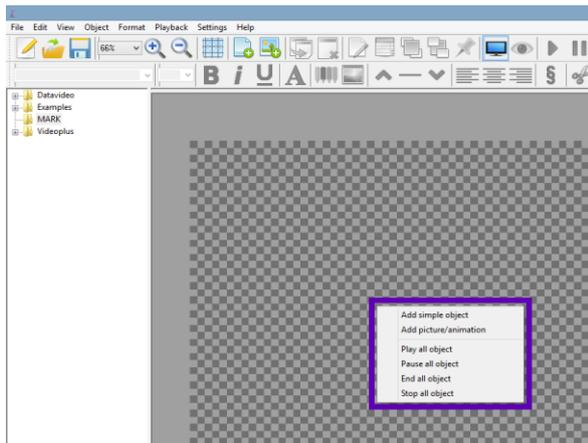 File Edit View Object Format Playback Settings Help
66%
B i U A §
Datavideo
Examples
MARK
Videoplus
Add simple object
Add picture/animation
Play all object
Pause all object
End all object
Stop all object